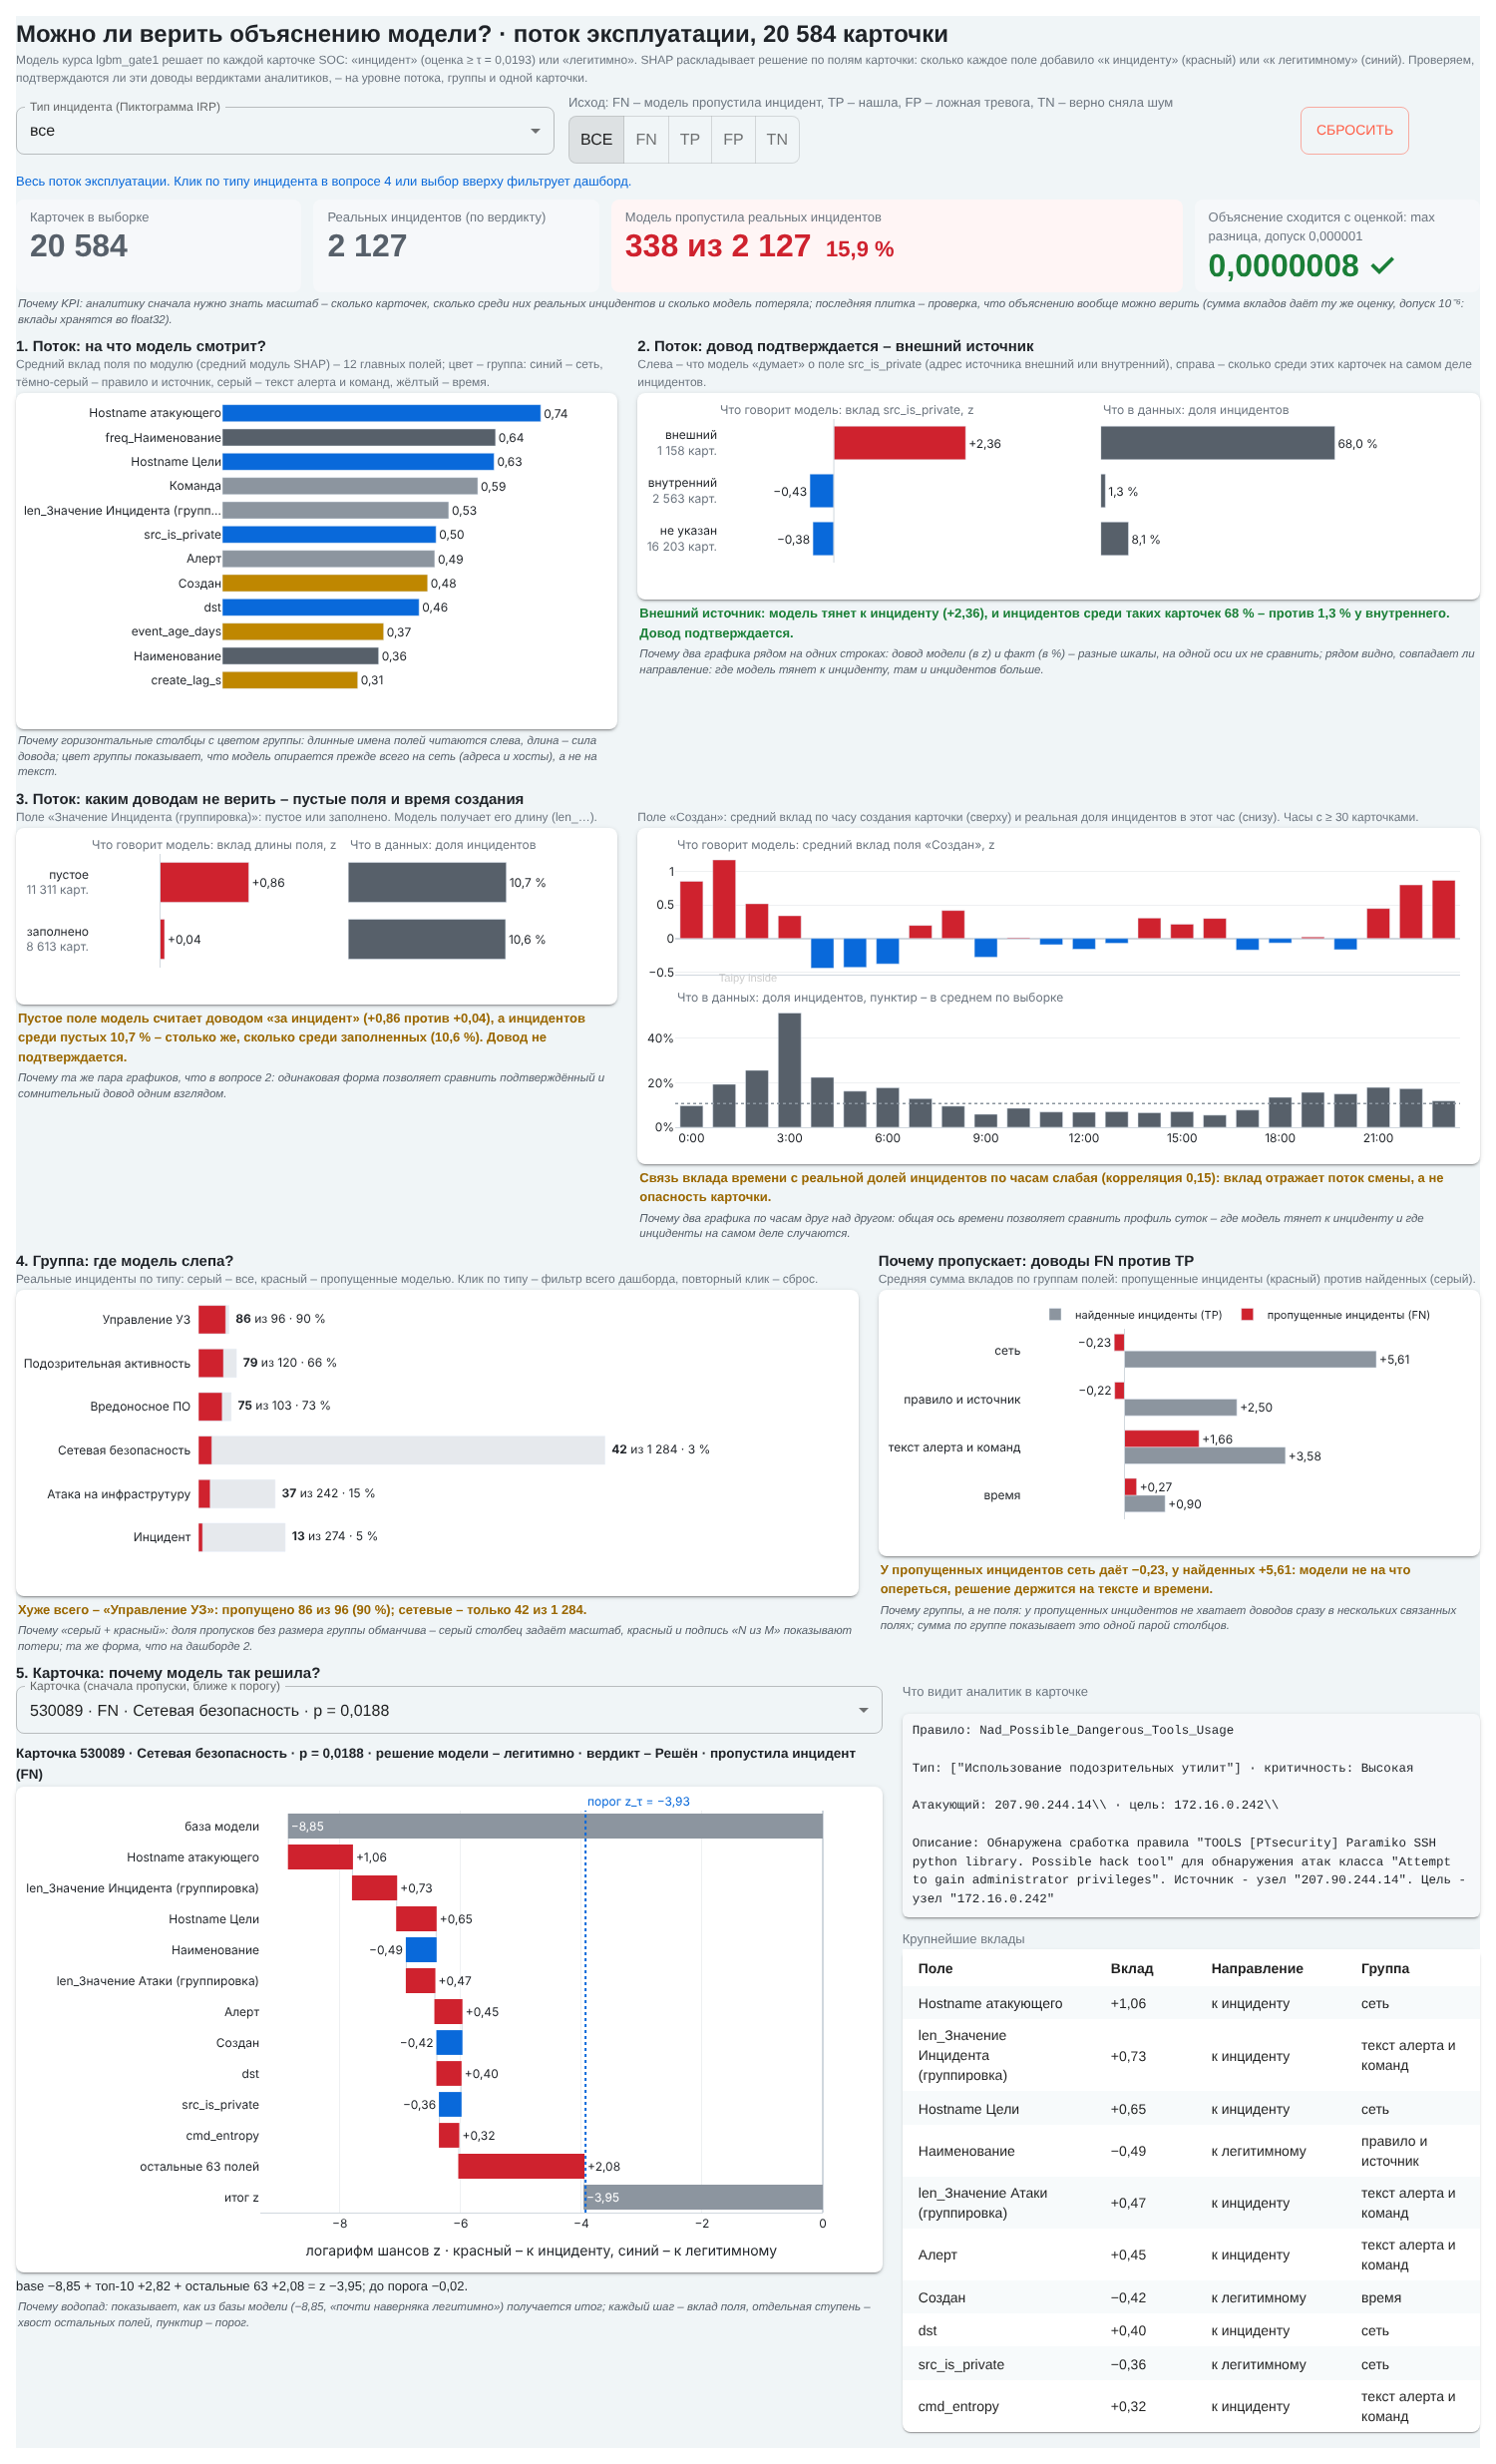 Можно ли верить объяснению модели? · поток эксплуатации, 20 584 карточки
Модель курса lgbm_gate1 решает по каждой карточке SOC: «инцидент» (оценка ≥ τ = 0,0193) или «легитимно». SHAP раскладывает решение по полям карточки: сколько каждое поле добавило «к инциденту» (красный) или «к легитимному» (синий). Проверяем,
подтверждаются ли эти доводы вердиктами аналитиков, – на уровне потока, группы и одной карточки.
Тип инцидента (Пиктограмма IRP)
все
Исход: FN – модель пропустила инцидент, TP – нашла, FP – ложная тревога, TN – верно сняла шум
ВСЕ FN TP FP TN
СБРОСИТЬ
Весь поток эксплуатации. Клик по типу инцидента в вопросе 4 или выбор вверху фильтрует дашборд.
Карточек в выборке
20 584
Реальных инцидентов (по вердикту)
2 127
Модель пропустила реальных инцидентов
338 из 2 127 15,9 %
Объяснение сходится с оценкой: max
разница, допуск 0,000001
0,0000008 ✓
Почему KPI: аналитику сначала нужно знать масштаб – сколько карточек, сколько среди них реальных инцидентов и сколько модель потеряла; последняя плитка – проверка, что объяснению вообще можно верить (сумма вкладов даёт ту же оценку, допуск 10⁻⁶:
вклады хранятся во float32).
1. Поток: на что модель смотрит?
Средний вклад поля по модулю (средний модуль SHAP) – 12 главных полей; цвет – группа: синий – сеть,
тёмно-серый – правило и источник, серый – текст алерта и команд, жёлтый – время.
Hostname атакующего 0,74
freq_Наименование 0,64
Hostname Цели 0,63
Команда 0,59
len_Значение Инцидента (групп... 0,53
src_is_private 0,50
Алерт 0,49
Создан 0,48
dst 0,46
event_age_days 0,37
Наименование 0,36
create_lag_s 0,31
Почему горизонтальные столбцы с цветом группы: длинные имена полей читаются слева, длина – сила
довода; цвет группы показывает, что модель опирается прежде всего на сеть (адреса и хосты), а не на
текст.
2. Поток: довод подтверждается – внешний источник
Слева – что модель «думает» о поле src_is_private (адрес источника внешний или внутренний), справа – сколько среди этих карточек на самом деле
инцидентов.
Что говорит модель: вклад src_is_private, z
Что в данных: доля инцидентов
внешний
1 158 карт.
+2,36
68,0 %
внутренний
2 563 карт.
−0,43
1,3 %
не указан
16 203 карт.
−0,38
8,1 %
Внешний источник: модель тянет к инциденту (+2,36), и инцидентов среди таких карточек 68 % – против 1,3 % у внутреннего.
Довод подтверждается.
Почему два графика рядом на одних строках: довод модели (в z) и факт (в %) – разные шкалы, на одной оси их не сравнить; рядом видно, совпадает ли
направление: где модель тянет к инциденту, там и инцидентов больше.
3. Поток: каким доводам не верить – пустые поля и время создания
Поле «Значение Инцидента (группировка)»: пустое или заполнено. Модель получает его длину (len_…).
Что говорит модель: вклад длины поля, z
Что в данных: доля инцидентов
пустое
11 311 карт.
+0,86
10,7 %
заполнено
8 613 карт.
+0,04
10,6 %
Пустое поле модель считает доводом «за инцидент» (+0,86 против +0,04), а инцидентов
среди пустых 10,7 % – столько же, сколько среди заполненных (10,6 %). Довод не
подтверждается.
Почему та же пара графиков, что в вопросе 2: одинаковая форма позволяет сравнить подтверждённый и
сомнительный довод одним взглядом.
Поле «Создан»: средний вклад по часу создания карточки (сверху) и реальная доля инцидентов в этот час (снизу). Часы с ≥ 30 карточками.
Что говорит модель: средний вклад поля «Создан», z
1
0.5
0
−0.5
Taipy inside
Что в данных: доля инцидентов, пунктир – в среднем по выборке
40%
20%
0%
0:00 3:00 6:00 9:00 12:00 15:00 18:00 21:00
Связь вклада времени с реальной долей инцидентов по часам слабая (корреляция 0,15): вклад отражает поток смены, а не
опасность карточки.
Почему два графика по часам друг над другом: общая ось времени позволяет сравнить профиль суток – где модель тянет к инциденту и где
инциденты на самом деле случаются.
4. Группа: где модель слепа?
Реальные инциденты по типу: серый – все, красный – пропущенные моделью. Клик по типу – фильтр всего дашборда, повторный клик – сброс.
Управление УЗ 86 из 96 · 90 %
Подозрительная активность 79 из 120 · 66 %
Вредоносное ПО 75 из 103 · 73 %
Сетевая безопасность 42 из 1 284 · 3 %
Атака на инфраструтуру 37 из 242 · 15 %
Инцидент 13 из 274 · 5 %
Хуже всего – «Управление УЗ»: пропущено 86 из 96 (90 %); сетевые – только 42 из 1 284.
Почему «серый + красный»: доля пропусков без размера группы обманчива – серый столбец задаёт масштаб, красный и подпись «N из M» показывают
потери; та же форма, что на дашборде 2.
Почему пропускает: доводы FN против TP
Средняя сумма вкладов по группам полей: пропущенные инциденты (красный) против найденных (серый).
найденные инциденты (TP) пропущенные инциденты (FN)
сеть −0,23 +5,61
правило и источник −0,22 +2,50
текст алерта и команд +1,66 +3,58
время +0,27 +0,90
У пропущенных инцидентов сеть даёт −0,23, у найденных +5,61: модели не на что
опереться, решение держится на тексте и времени.
Почему группы, а не поля: у пропущенных инцидентов не хватает доводов сразу в нескольких связанных
полях; сумма по группе показывает это одной парой столбцов.
5. Карточка: почему модель так решила?
Карточка (сначала пропуски, ближе к порогу)
530089 · FN · Сетевая безопасность · p = 0,0188
Карточка 530089 · Сетевая безопасность · p = 0,0188 · решение модели – легитимно · вердикт – Решён · пропустила инцидент
(FN)
порог z_τ = −3,93
база модели −8,85
Hostname атакующего +1,06
len_Значение Инцидента (группировка) +0,73
Hostname Цели +0,65
Наименование −0,49
len_Значение Атаки (группировка) +0,47
Алерт +0,45
Создан −0,42
dst +0,40
src_is_private −0,36
cmd_entropy +0,32
остальные 63 полей +2,08
итог z −3,95
−8 −6 −4 −2 0
логарифм шансов z · красный – к инциденту, синий – к легитимному
base −8,85 + топ-10 +2,82 + остальные 63 +2,08 = z −3,95; до порога −0,02.
Почему водопад: показывает, как из базы модели (−8,85, «почти наверняка легитимно») получается итог; каждый шаг – вклад поля, отдельная ступень –
хвост остальных полей, пунктир – порог.
Что видит аналитик в карточке
Правило: Nad_Possible_Dangerous_Tools_Usage
Тип: ["Использование подозрительных утилит"] · критичность: Высокая
Атакующий: 207.90.244.14\\ · цель: 172.16.0.242\\
Описание: Обнаружена сработка правила "TOOLS [PTsecurity] Paramiko SSH
python library. Possible hack tool" для обнаружения атак класса "Attempt
to gain administrator privileges". Источник - узел "207.90.244.14". Цель -
узел "172.16.0.242"
Крупнейшие вклады
Поле Вклад Направление Группа
Hostname атакующего +1,06 к инциденту сеть
len_Значение
Инцидента
(группировка)
+0,73 к инциденту
текст алерта и
команд
Hostname Цели +0,65 к инциденту сеть
Наименование −0,49 к легитимному
правило и
источник
len_Значение Атаки
(группировка)
+0,47 к инциденту
текст алерта и
команд
Алерт +0,45 к инциденту
текст алерта и
команд
Создан −0,42 к легитимному время
dst +0,40 к инциденту сеть
src_is_private −0,36 к легитимному сеть
cmd_entropy +0,32 к инциденту
текст алерта и
команд